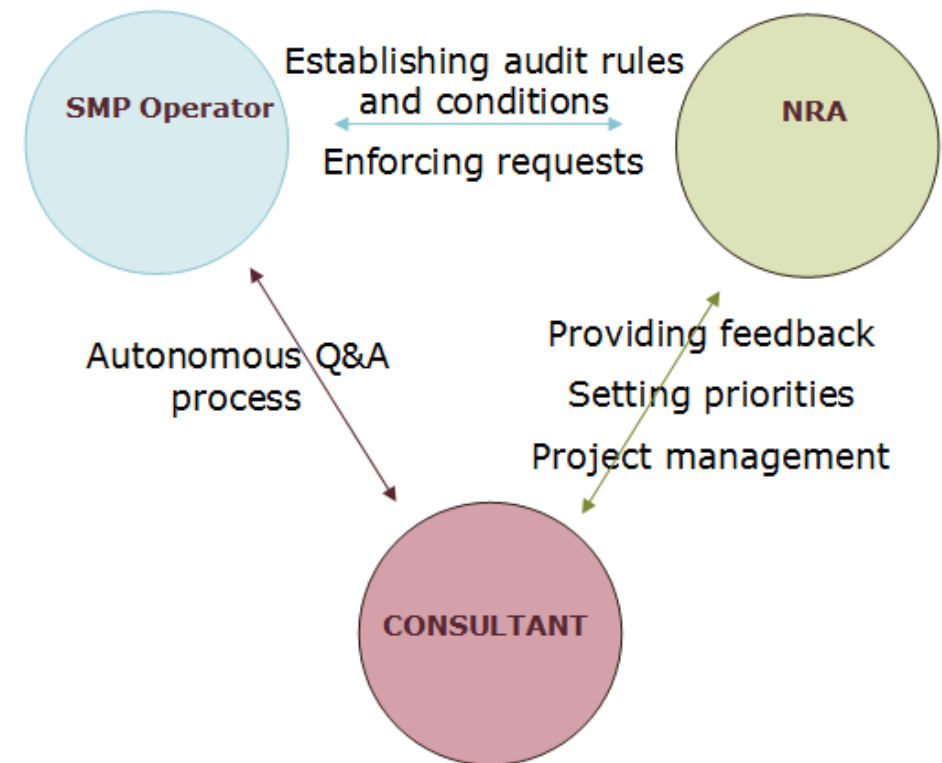 SMP Operator
Establishing audit rules
and conditions
Enforcing requests
NRA
Autonomous Q&A
process
Providing feedback
Setting priorities
Project management
CONSULTANT